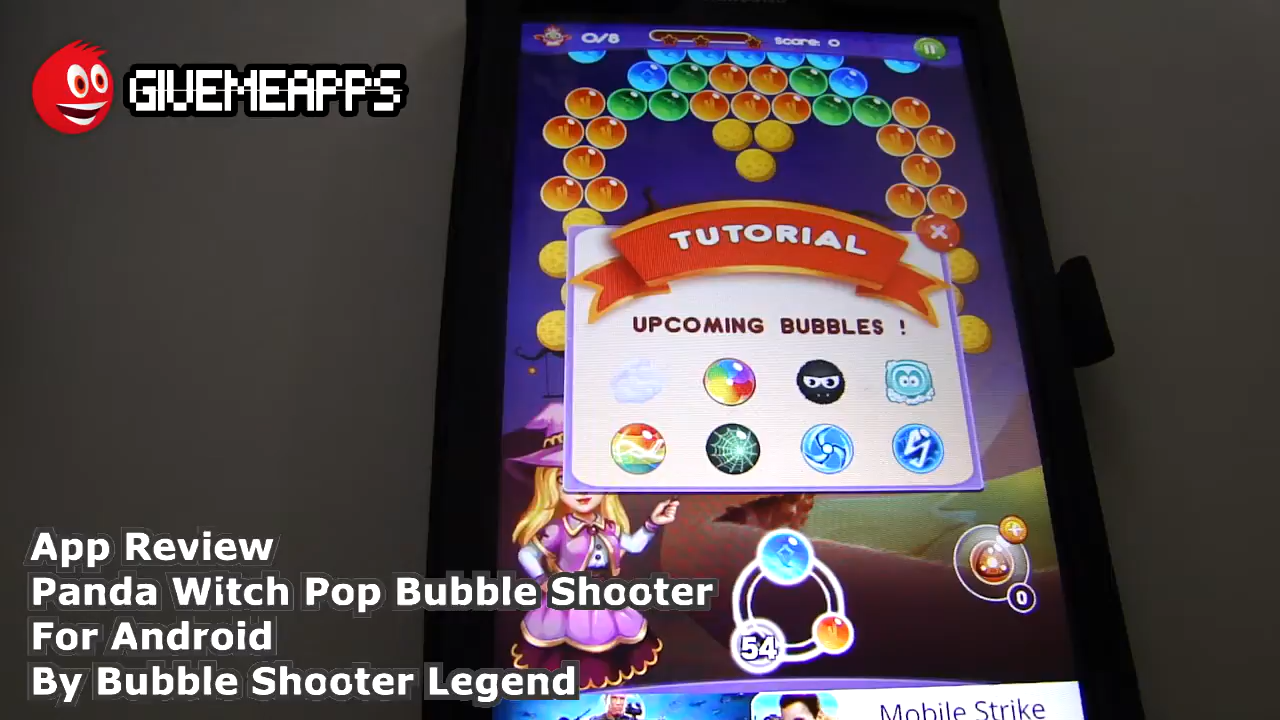 GIVEMEAPPS
0/8
Score: 0
TUTORIAL
UPCOMING BUBBLES !
54
0
Mobile Strike
App Review
Panda Witch Pop Bubble Shooter
For Android
By Bubble Shooter Legend